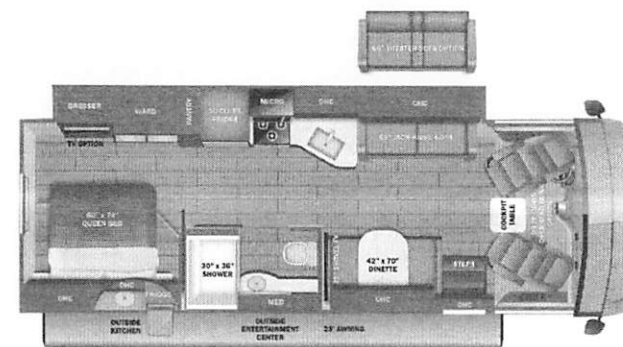 DRESSER
WARD
PANTRY
MICRO
OHC
OHC
TV OPTION
60" x 74"
QUEEN BED
COCKPIT
TABLE
30" x 36"
SHOWER
42" x 70"
DINETTE
STEPS
OHC
OHC
FRIDGE
MED
OHC
OHC
OUTSIDE
KITCHEN
OUTSIDE
ENTERTAINMENT
CENTER
23' AWNING